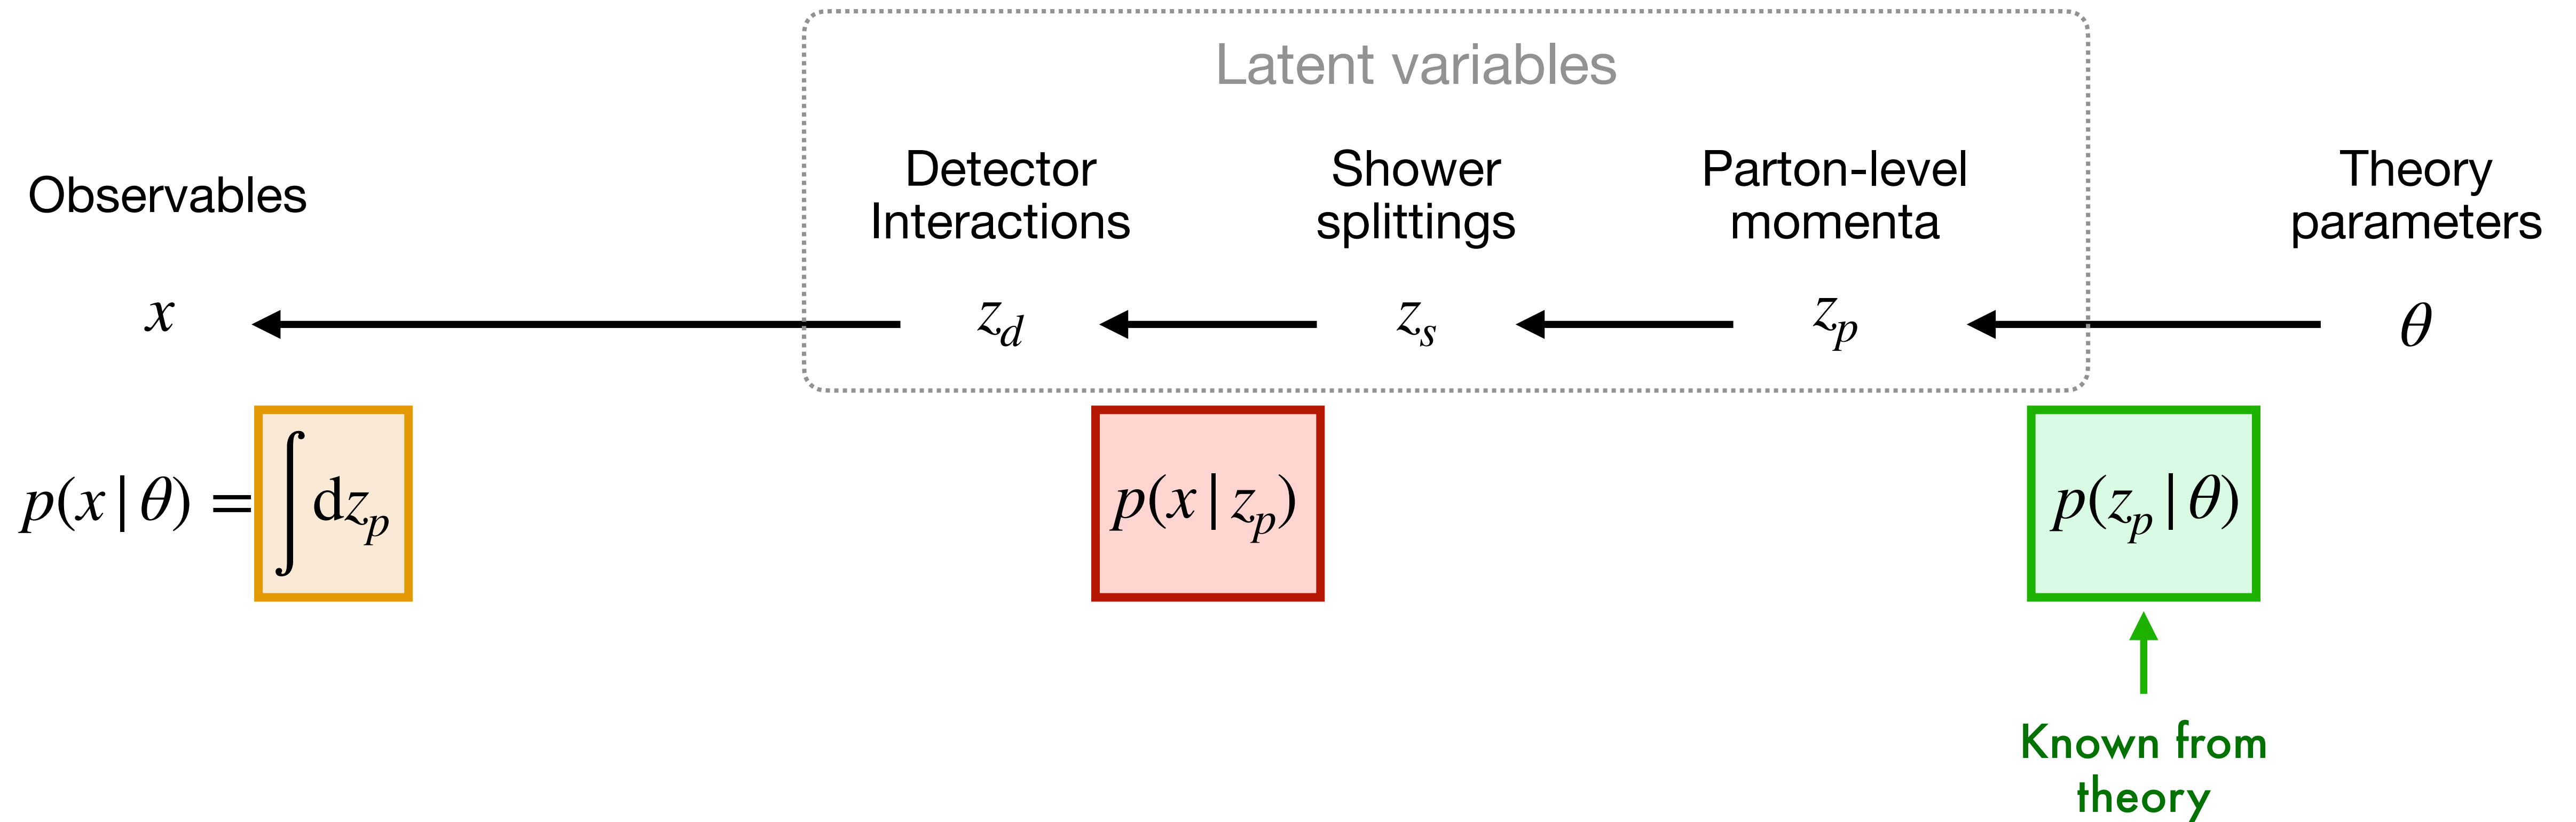 Latent variables
Observables
Detector
Interactions
Shower
splittings
Parton-level
momenta
Theory
parameters
x
z_d
z_s
z_p
θ
p(x|θ) = ∫dz_p p(x|z_p) p(z_p|θ)
Known from
theory